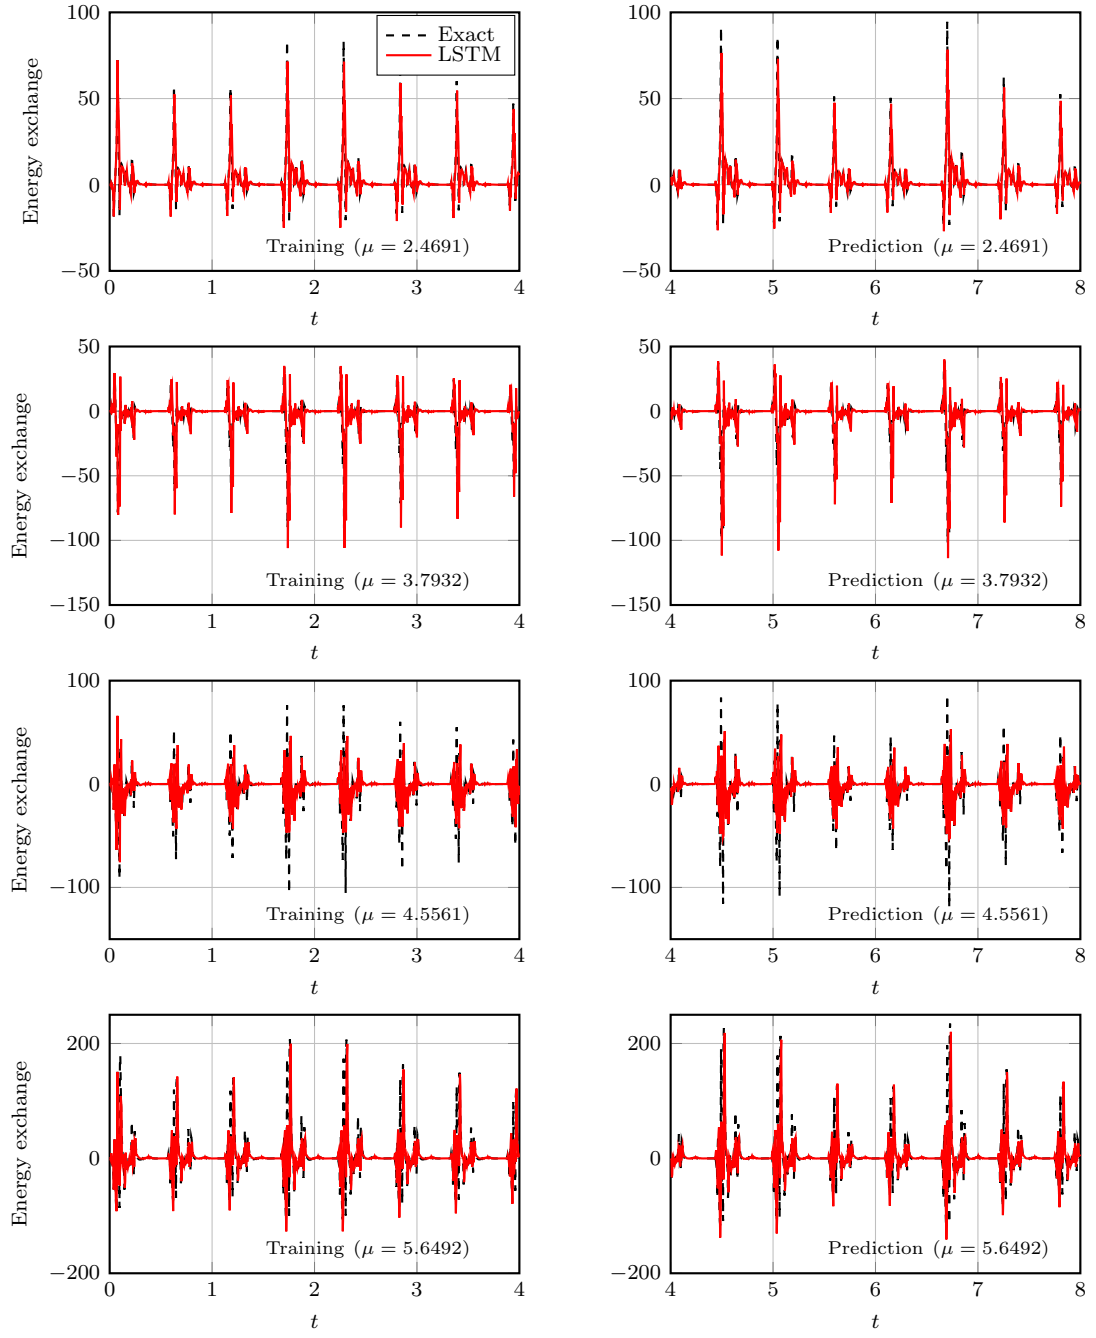 100
50
0
−50
Energy exchange
Exact
LSTM
Training (μ = 2.4691)
0 1 2 3 4
t
100
50
0
−50
Prediction (μ = 2.4691)
4 5 6 7 8
t
50
0
−50
−100
−150
Energy exchange
Training (μ = 3.7932)
0 1 2 3 4
t
50
0
−50
−100
−150
Prediction (μ = 3.7932)
4 5 6 7 8
t
100
0
−100
Energy exchange
Training (μ = 4.5561)
0 1 2 3 4
t
100
0
−100
Prediction (μ = 4.5561)
4 5 6 7 8
t
200
100
0
−100
−200
Energy exchange
Training (μ = 5.6492)
0 1 2 3 4
t
200
100
0
−100
−200
Prediction (μ = 5.6492)
4 5 6 7 8
t